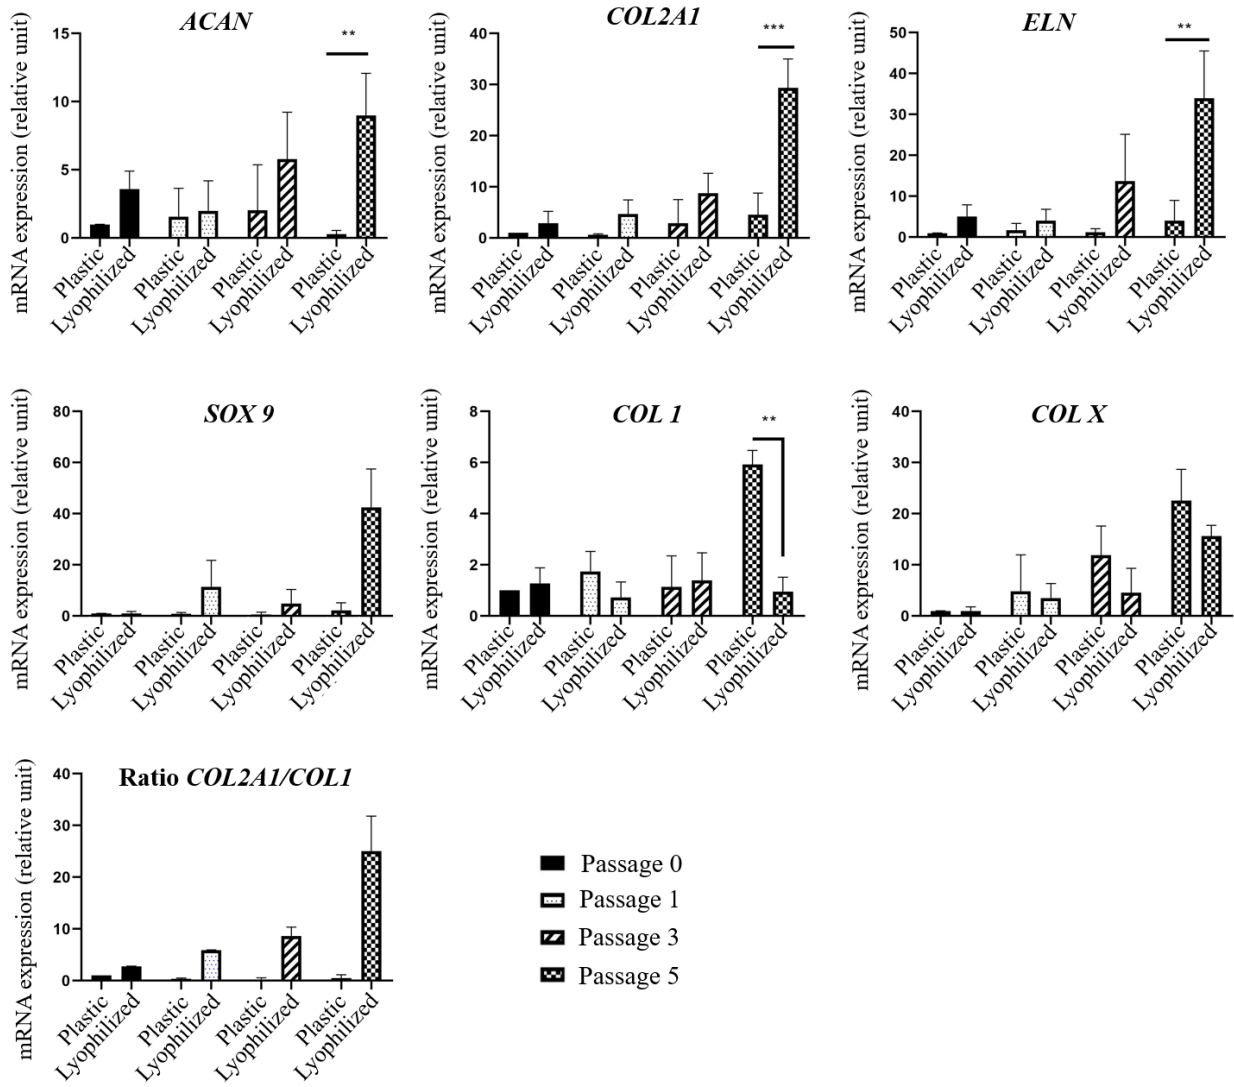 ACAN
mRNA expression (relative unit)
15
10
5
0
**
Plastic
Lyophilized
Plastic
Lyophilized
Plastic
Lyophilized
Plastic
Lyophilized
COL2A1
mRNA expression (relative unit)
40
30
20
10
0
***
Plastic
Lyophilized
Plastic
Lyophilized
Plastic
Lyophilized
Plastic
Lyophilized
ELN
mRNA expression (relative unit)
50
40
30
20
10
0
**
Plastic
Lyophilized
Plastic
Lyophilized
Plastic
Lyophilized
Plastic
Lyophilized
SOX 9
mRNA expression (relative unit)
80
60
40
20
0
Plastic
Lyophilized
Plastic
Lyophilized
Plastic
Lyophilized
Plastic
Lyophilized
COL 1
mRNA expression (relative unit)
8
6
4
2
0
**
Plastic
Lyophilized
Plastic
Lyophilized
Plastic
Lyophilized
Plastic
Lyophilized
COL X
mRNA expression (relative unit)
40
30
20
10
0
Plastic
Lyophilized
Plastic
Lyophilized
Plastic
Lyophilized
Plastic
Lyophilized
Ratio COL2A1/COL1
mRNA expression (relative unit)
40
30
20
10
0
Plastic
Lyophilized
Plastic
Lyophilized
Plastic
Lyophilized
Plastic
Lyophilized
Passage 0
Passage 1
Passage 3
Passage 5